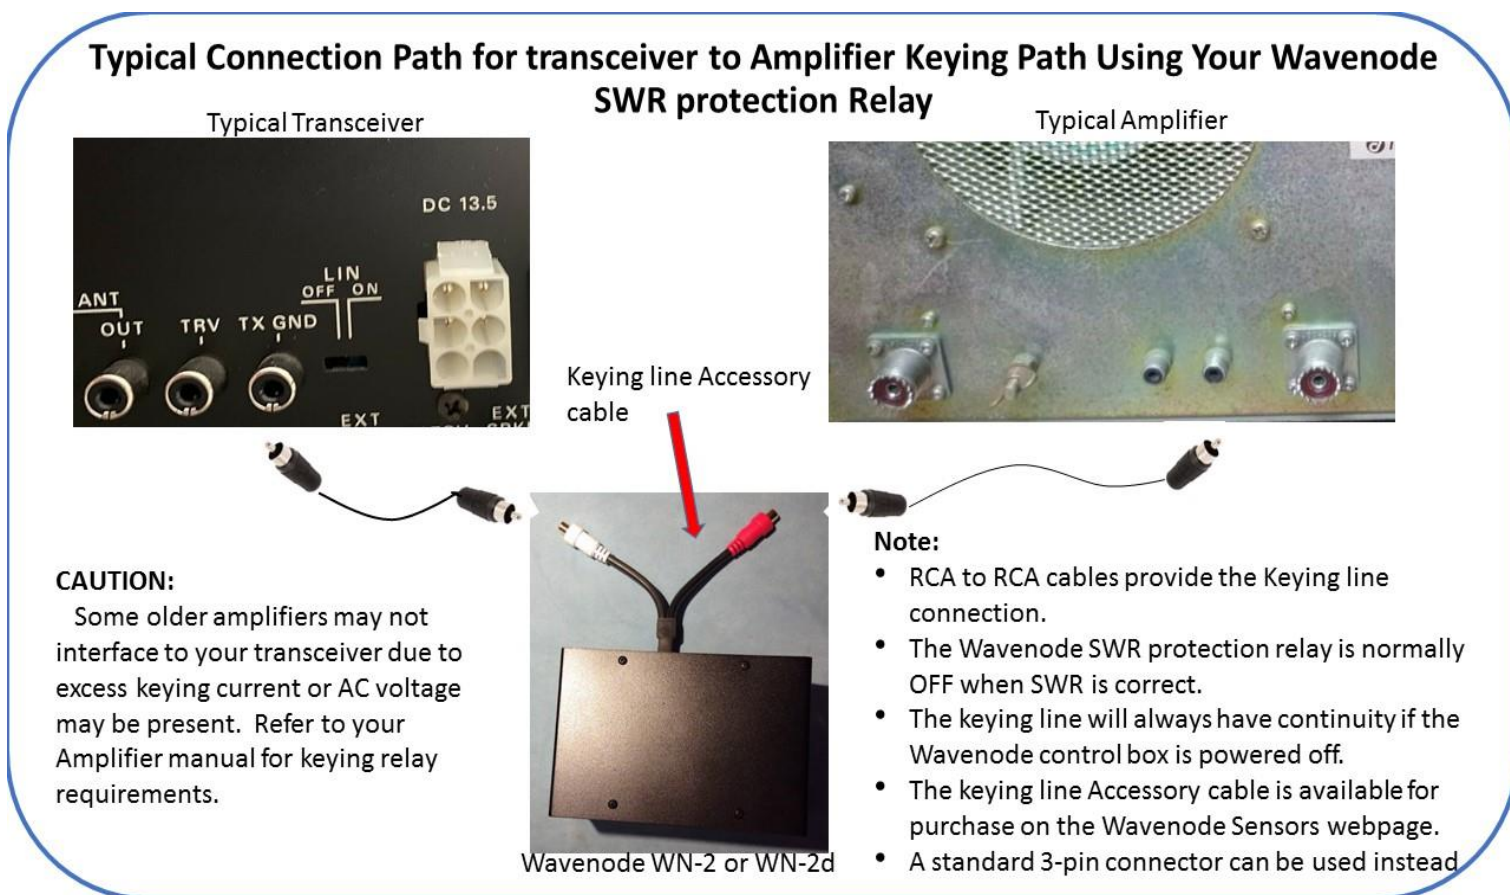 Typical Connection Path for transceiver to Amplifier Keying Path Using Your Wavenode
SWR protection Relay
Typical Transceiver
Typical Amplifier
DC 13.5
LIN
OFF ON
ANT
OUT TRV TX GND
EXT
EXT
Keying line Accessory
cable
CAUTION:
Some older amplifiers may not
interface to your transceiver due to
excess keying current or AC voltage
may be present. Refer to your
Amplifier manual for keying relay
requirements.
Note:
• RCA to RCA cables provide the Keying line
connection.
• The Wavenode SWR protection relay is normally
OFF when SWR is correct.
• The keying line will always have continuity if the
Wavenode control box is powered off.
• The keying line Accessory cable is available for
purchase on the Wavenode Sensors webpage.
• A standard 3-pin connector can be used instead
Wavenode WN-2 or WN-2d